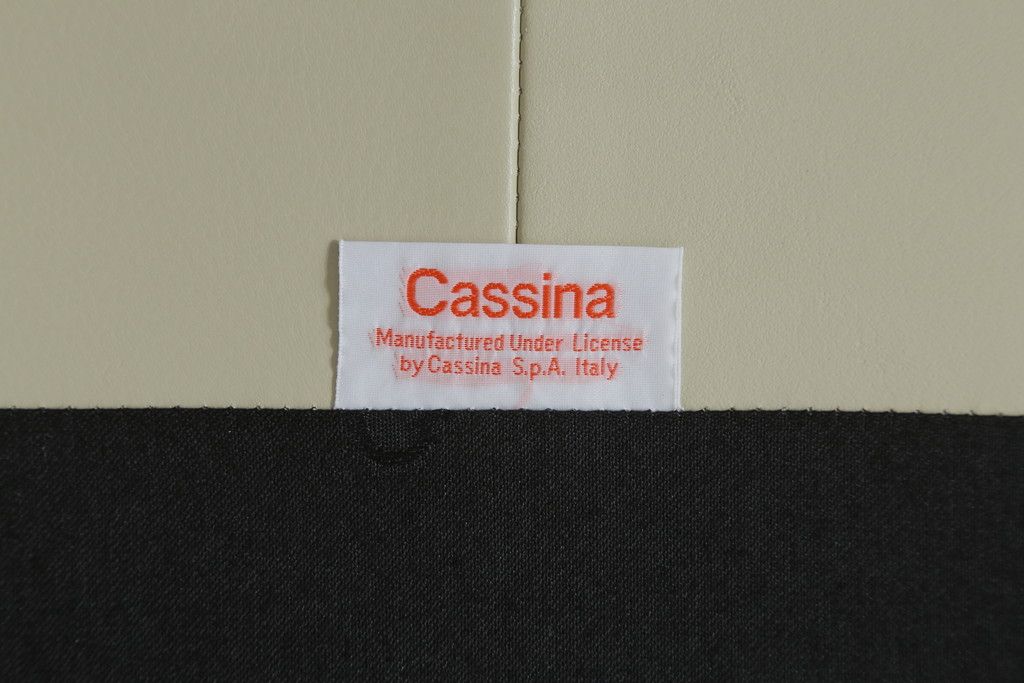 Cassina
Manufactured Under License
by Cassina S.p.A. Italy